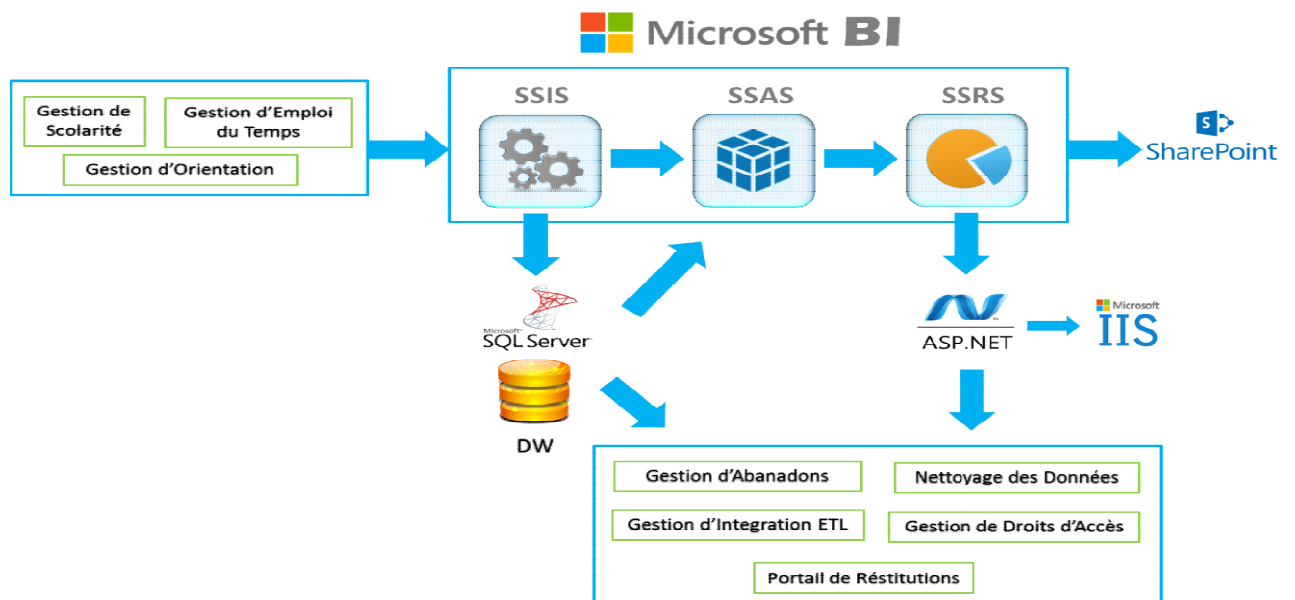 Microsoft BI
Gestion de
Scolarité
Gestion d'Emploi
du Temps
Gestion d'Orientation
SSIS
SSAS
SSRS
S
SharePoint
Microsoft
SQL Server
DW
ASP.NET
Microsoft
IIS
Gestion d'Abanadons
Nettoyage des Données
Gestion d'Integration ETL
Gestion de Droits d'Accès
Portail de Réstitutions